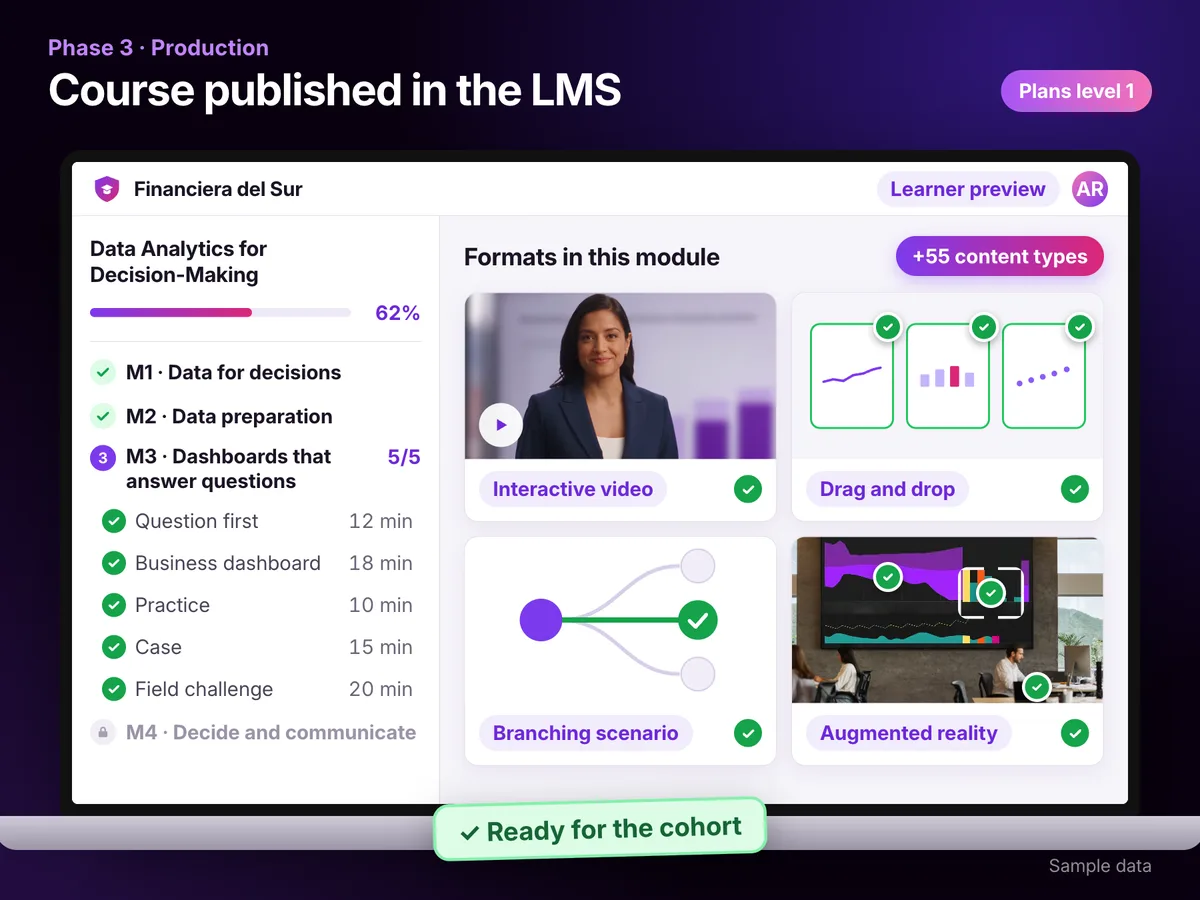 Phase 3 · Production
Course published in the LMS
Plans level 1
Financiera del Sur
Learner preview
AR
Data Analytics for
Decision-Making
62%
M1 · Data for decisions
M2 · Data preparation
3
M3 · Dashboards that
answer questions
5/5
Question first
12 min
Business dashboard
18 min
Practice
10 min
Case
15 min
Field challenge
20 min
M4 · Decide and communicate
Formats in this module
+55 content types
Interactive video
Drag and drop
Branching scenario
Augmented reality
Ready for the cohort
Sample data